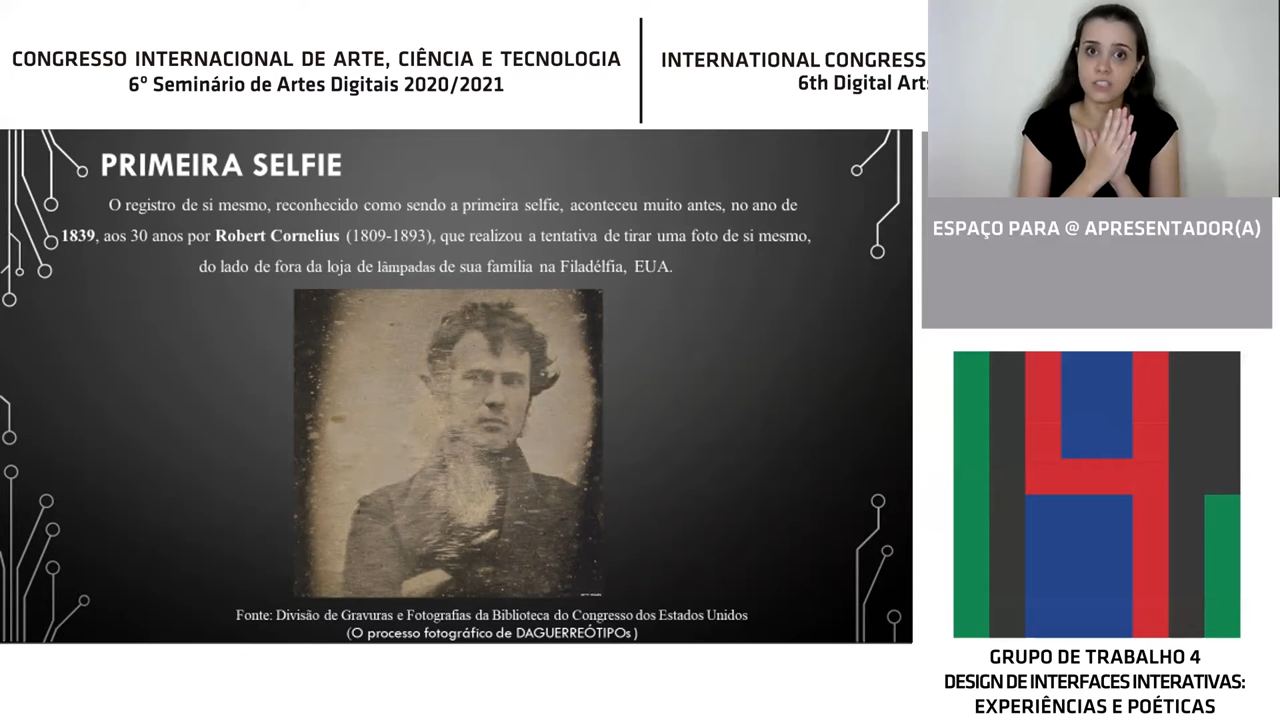 CONGRESSO INTERNACIONAL DE ARTE, CIÊNCIA E TECNOLOGIA
6º Seminário de Artes Digitais 2020/2021
INTERNATIONAL CONGRESS
6th Digital Arts
PRIMEIRA SELFIE
O registro de si mesmo, reconhecido como sendo a primeira selfie, aconteceu muito antes, no ano de
1839, aos 30 anos por Robert Cornelius (1809-1893), que realizou a tentativa de tirar uma foto de si mesmo,
do lado de fora da loja de lâmpadas de sua família na Filadélfia, EUA.
Fonte: Divisão de Gravuras e Fotografias da Biblioteca do Congresso dos Estados Unidos
(O processo fotográfico de DAGUERREÓTIPOs )
ESPAÇO PARA @ APRESENTADOR(A)
GRUPO DE TRABALHO 4
DESIGN DE INTERFACES INTERATIVAS:
EXPERIÊNCIAS E POÉTICAS